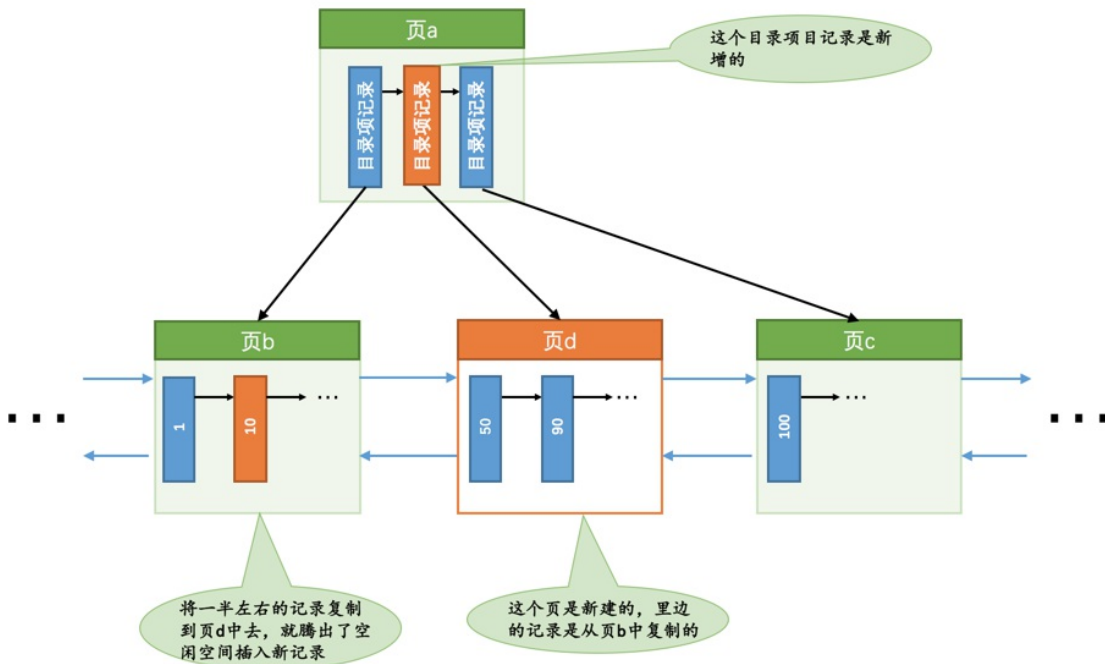 页a
这个目录项目记录是新
增的
目录项记录
目录项记录
目录项记录
页b
页d
页c
...
1
10
...
50
90
...
100
...
...
将一半左右的记录复制
到页d中去，就腾出了空
闲空间插入新记录
这个页是新建的，里边
的记录是从页b中复制的